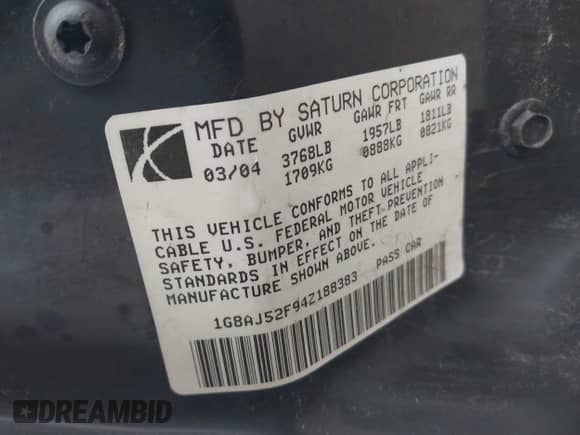 MFD BY SATURN CORPORATION
DATE GVWR GAWR FRT GAWR RR
03/04 3768LB 1957LB 1811LB
1709KG 0888KG 0821KG
THIS VEHICLE CONFORMS TO ALL APPLI-
CABLE U.S. FEDERAL MOTOR VEHICLE
SAFETY, BUMPER, AND THEFT PREVENTION
STANDARDS IN EFFECT ON THE DATE OF
MANUFACTURE SHOWN ABOVE.
1G8AJ52F94Z188383 PASS CAR
DREAMBID